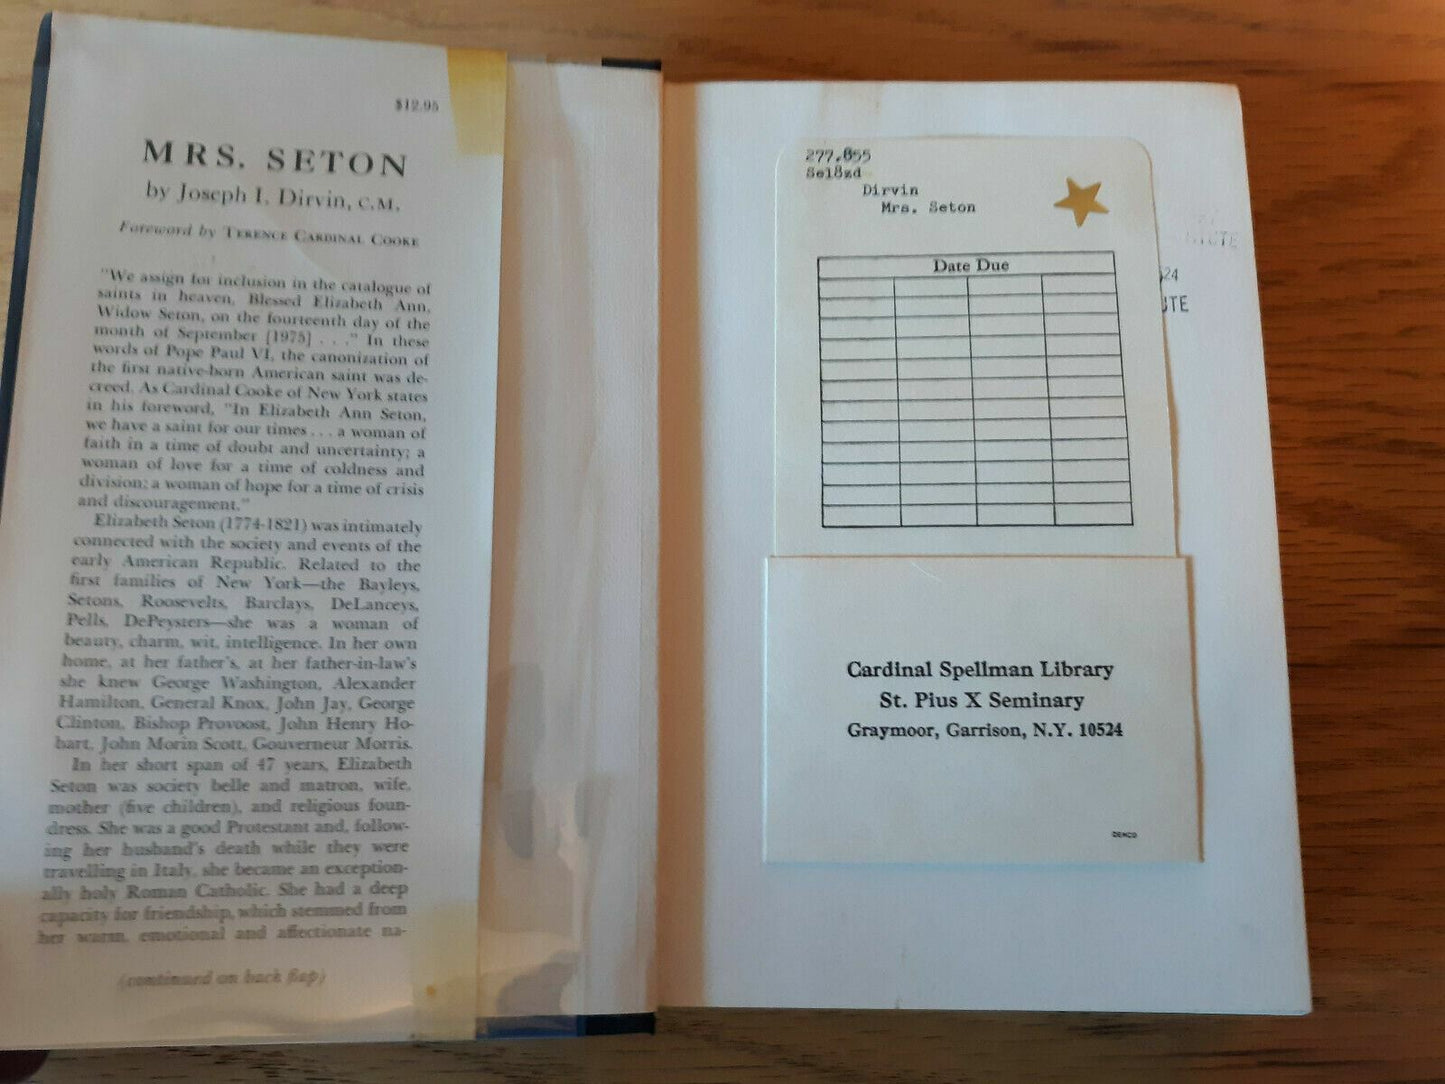 $12.95
MRS. SETON
by Joseph I. Dirvin, C.M.
Foreword by TERENCE CARDINAL COOKE
"We assign for inclusion in the catalogue of
saints in heaven, Blessed Elizabeth Ann,
Widow Seton, on the fourteenth day of the
month of September [1975] . . ." In these
words of Pope Paul VI, the canonization of
the first native-born American saint was de-
creed. As Cardinal Cooke of New York states
in his foreword, "In Elizabeth Ann Seton,
we have a saint for our times . . . a woman of
faith in a time of doubt and uncertainty; a
woman of love for a time of coldness and
division; a woman of hope for a time of crisis
and discouragement."
Elizabeth Seton (1774-1821) was intimately
connected with the society and events of the
early American Republic. Related to the
first families of New York—the Bayleys,
Setons, Roosevelts, Barclays, DeLanceys,
Pells, DePeysters—she was a woman of
beauty, charm, wit, intelligence. In her own
home, at her father's, at her father-in-law's
she knew George Washington, Alexander
Hamilton, General Knox, John Jay, George
Clinton, Bishop Provoost, John Henry Ho-
bart, John Morin Scott, Gouverneur Morris.
In her short span of 47 years, Elizabeth
Seton was society belle and matron, wife,
mother (five children), and religious foun-
dress. She was a good Protestant and, follow-
ing her husband's death while they were
travelling in Italy, she became an exception-
ally holy Roman Catholic. She had a deep
capacity for friendship, which stemmed from
her warm, emotional and affectionate na-
(continued on back flap)
277.855
Se18zd
Dirvin
Mrs. Seton
Date Due
24
UTE
Cardinal Spellman Library
St. Pius X Seminary
Graymoor, Garrison, N.Y. 10524
DEMCO